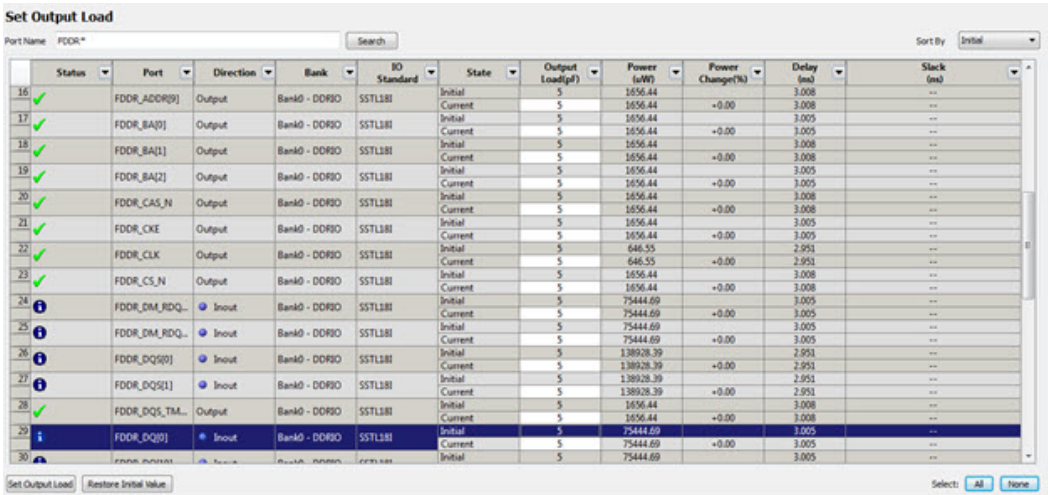 Set Output Load
Port Name FDDR* Search Sort By Initial
Status Port Direction Bank IO Standard State Output Load(pF) Power (uW) Power Change(%) Delay (ns) Slack (ns)
16 FDDR_ADDR[9] Output Bank0 - DDRIO SSTL18I Initial 5 1656.44 3.008 --
Current 5 1656.44 +0.00 3.008 --
17 FDDR_BA[0] Output Bank0 - DDRIO SSTL18I Initial 5 1656.44 3.005 --
Current 5 1656.44 +0.00 3.005 --
18 FDDR_BA[1] Output Bank0 - DDRIO SSTL18I Initial 5 1656.44 3.008 --
Current 5 1656.44 +0.00 3.008 --
19 FDDR_BA[2] Output Bank0 - DDRIO SSTL18I Initial 5 1656.44 3.005 --
Current 5 1656.44 +0.00 3.005 --
20 FDDR_CAS_N Output Bank0 - DDRIO SSTL18I Initial 5 1656.44 3.008 --
Current 5 1656.44 +0.00 3.008 --
21 FDDR_CKE Output Bank0 - DDRIO SSTL18I Initial 5 1656.44 3.005 --
Current 5 1656.44 +0.00 3.005 --
22 FDDR_CLK Output Bank0 - DDRIO SSTL18I Initial 5 646.55 2.951 --
Current 5 646.55 +0.00 2.951 --
23 FDDR_CS_N Output Bank0 - DDRIO SSTL18I Initial 5 1656.44 3.008 --
Current 5 1656.44 +0.00 3.008 --
24 FDDR_DM_RDQ... Inout Bank0 - DDRIO SSTL18I Initial 5 75444.69 3.005 --
Current 5 75444.69 +0.00 3.005 --
25 FDDR_DM_RDQ... Inout Bank0 - DDRIO SSTL18I Initial 5 75444.69 3.005 --
Current 5 75444.69 +0.00 3.005 --
26 FDDR_DQS[0] Inout Bank0 - DDRIO SSTL18I Initial 5 138928.39 2.951 --
Current 5 138928.39 +0.00 2.951 --
27 FDDR_DQS[1] Inout Bank0 - DDRIO SSTL18I Initial 5 138928.39 2.951 --
Current 5 138928.39 +0.00 2.951 --
28 FDDR_DQS_TM... Output Bank0 - DDRIO SSTL18I Initial 5 1656.44 3.008 --
Current 5 1656.44 +0.00 3.008 --
29 FDDR_DQ[0] Inout Bank0 - DDRIO SSTL18I Initial 5 75444.69 3.005 --
Current 5 75444.69 +0.00 3.005 --
30 Initial 5 75444.69 3.005 --
Set Output Load Restore Initial Value Select: All None